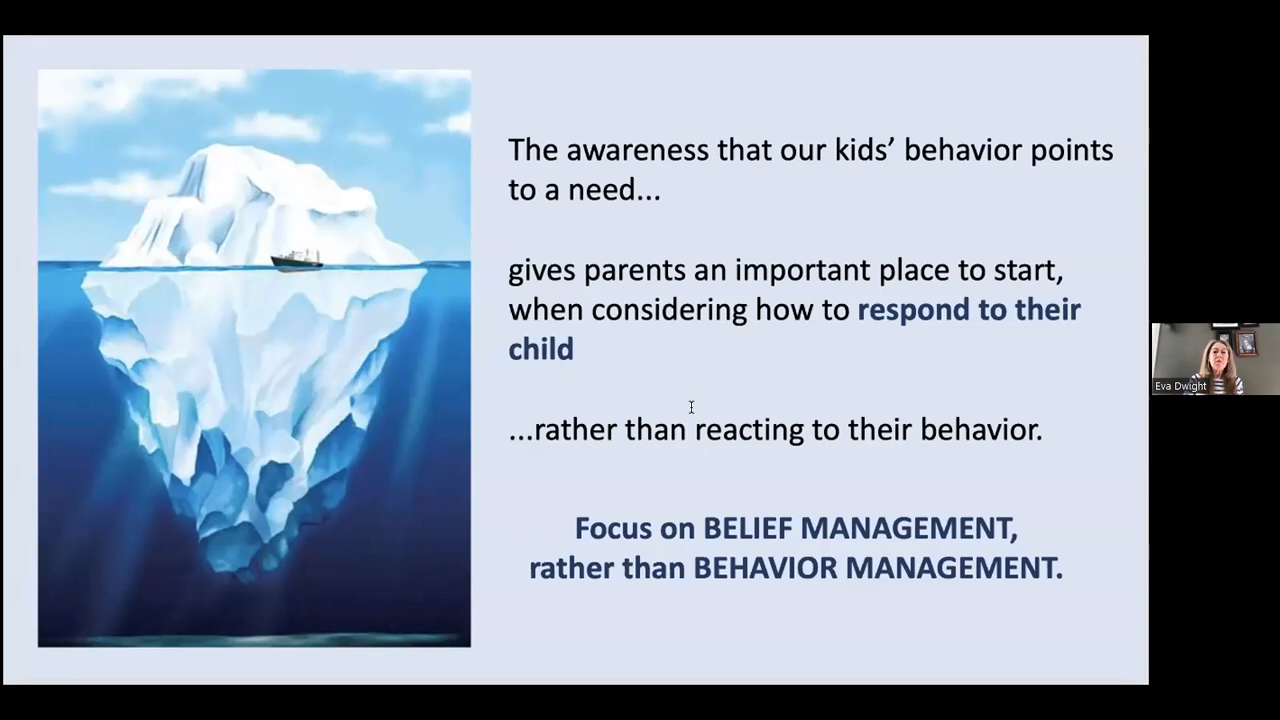 The awareness that our kids’ behavior points
to a need...
gives parents an important place to start,
when considering how to respond to their
child
...rather than reacting to their behavior.
Focus on BELIEF MANAGEMENT,
rather than BEHAVIOR MANAGEMENT.
Eva Dwight